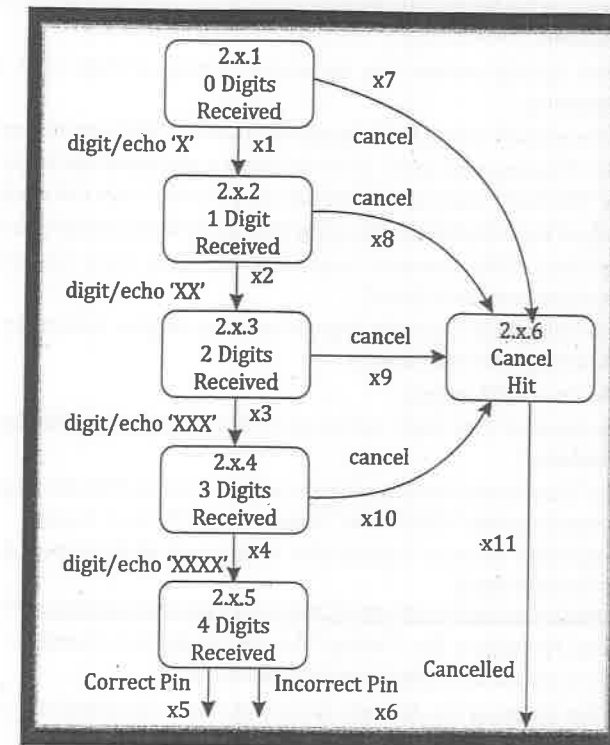 2.x.1
0 Digits
Received
x7
cancel
digit/echo 'X'
x1
2.x.2
1 Digit
Received
cancel
x8
digit/echo 'XX'
x2
2.x.3
2 Digits
Received
cancel
x9
2.x.6
Cancel
Hit
digit/echo 'XXX'
x3
2.x.4
3 Digits
Received
cancel
x10
x11
digit/echo 'XXXX'
x4
2.x.5
4 Digits
Received
Correct Pin
x5
Incorrect Pin
x6
Cancelled